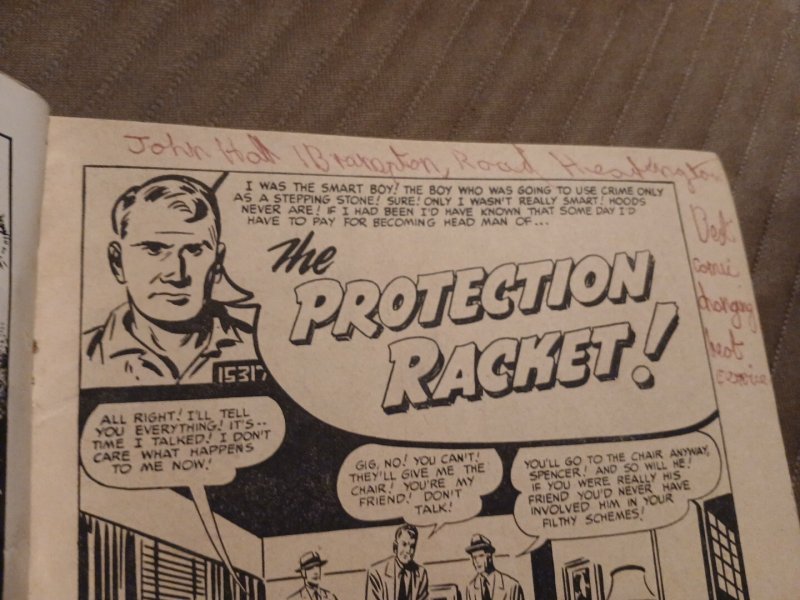 John Hall 1 Brampton, Road
I WAS THE SMART BOY! THE BOY WHO WAS GOING TO USE CRIME ONLY
AS A STEPPING STONE! SURE! ONLY I WASN'T REALLY SMART! HOODS
NEVER ARE! IF I HAD BEEN I'D HAVE KNOWN THAT SOME DAY I'D
HAVE TO PAY FOR BECOMING HEAD MAN OF...
The
PROTECTION
RACKET!
15317
Best
changing
best
ALL RIGHT! I'LL TELL
YOU EVERYTHING! IT'S--
TIME I TALKED! I DON'T
CARE WHAT HAPPENS
TO ME NOW!
GIG, NO! YOU CAN'T!
THEY'LL GIVE ME THE
CHAIR! YOU'RE MY
FRIEND! DON'T
TALK!
YOU'LL GO TO THE CHAIR ANYWAY,
SPENCER! AND SO WILL HE!
IF YOU WERE REALLY HIS
FRIEND YOU'D NEVER HAVE
INVOLVED HIM IN YOUR
FILTHY SCHEMES!